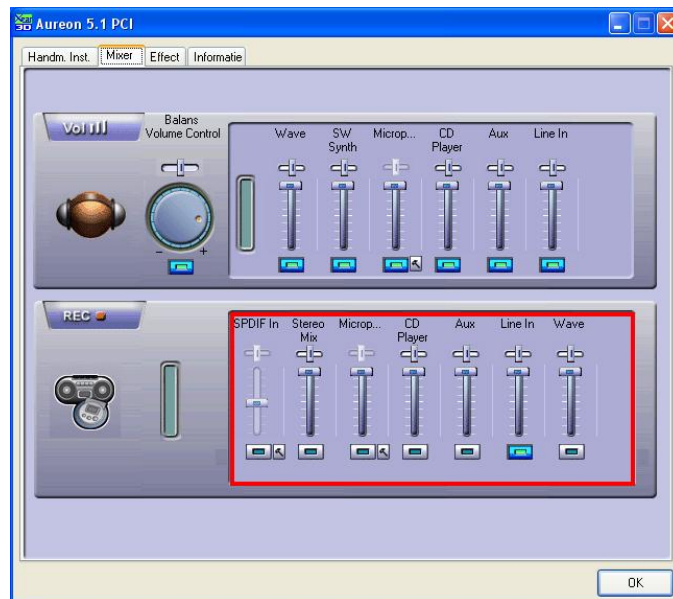 Aureon 5.1 PCI
Handm. Inst. Mixer Effect Informatie
Vol
Balans
Volume Control
Wave SW Synth Microp... CD Player Aux Line In
- +
REC
SPDIF In Stereo Mix Microp... CD Player Aux Line In Wave
OK